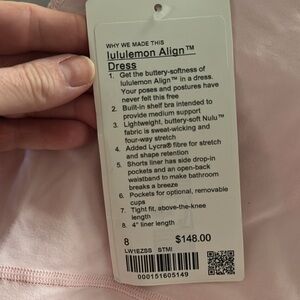 WHY WE MADE THIS
lululemon Align™
Dress
1. Get the buttery-softness of
lululemon Align™ in a dress.
Your poses and postures have
never felt this free
2. Built-in shelf bra intended to
provide medium support
3. Lightweight, buttery-soft Nulu™
fabric is sweat-wicking and
four-way stretch
4. Added Lycra® fibre for stretch
and shape retention
5. Shorts liner has side drop-in
pockets and an open-back
waistband to make bathroom
breaks a breeze
6. Pockets for optional, removable
cups
7. Tight fit, above-the-knee
length
8. 4" liner length
8 $148.00
LW1EZSS STMI
000151605149